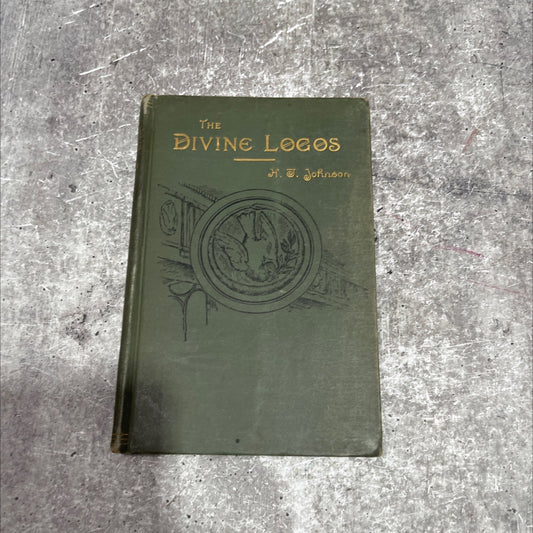 THE
DIVINE LOGOS
H. T. Johnson